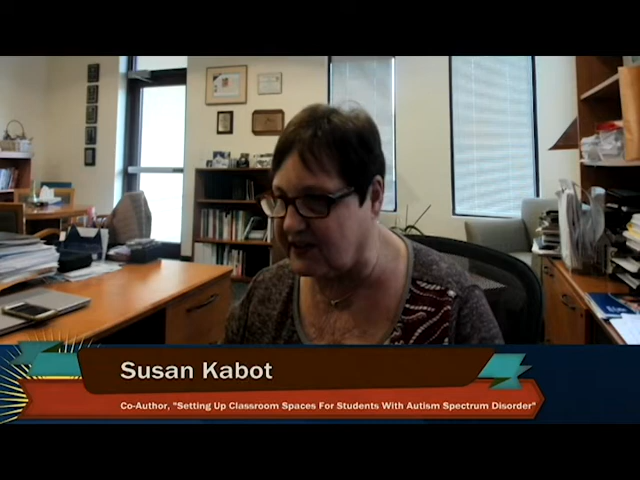 Susan Kabot
Co-Author, "Setting Up Classroom Spaces For Students With Autism Spectrum Disorder"